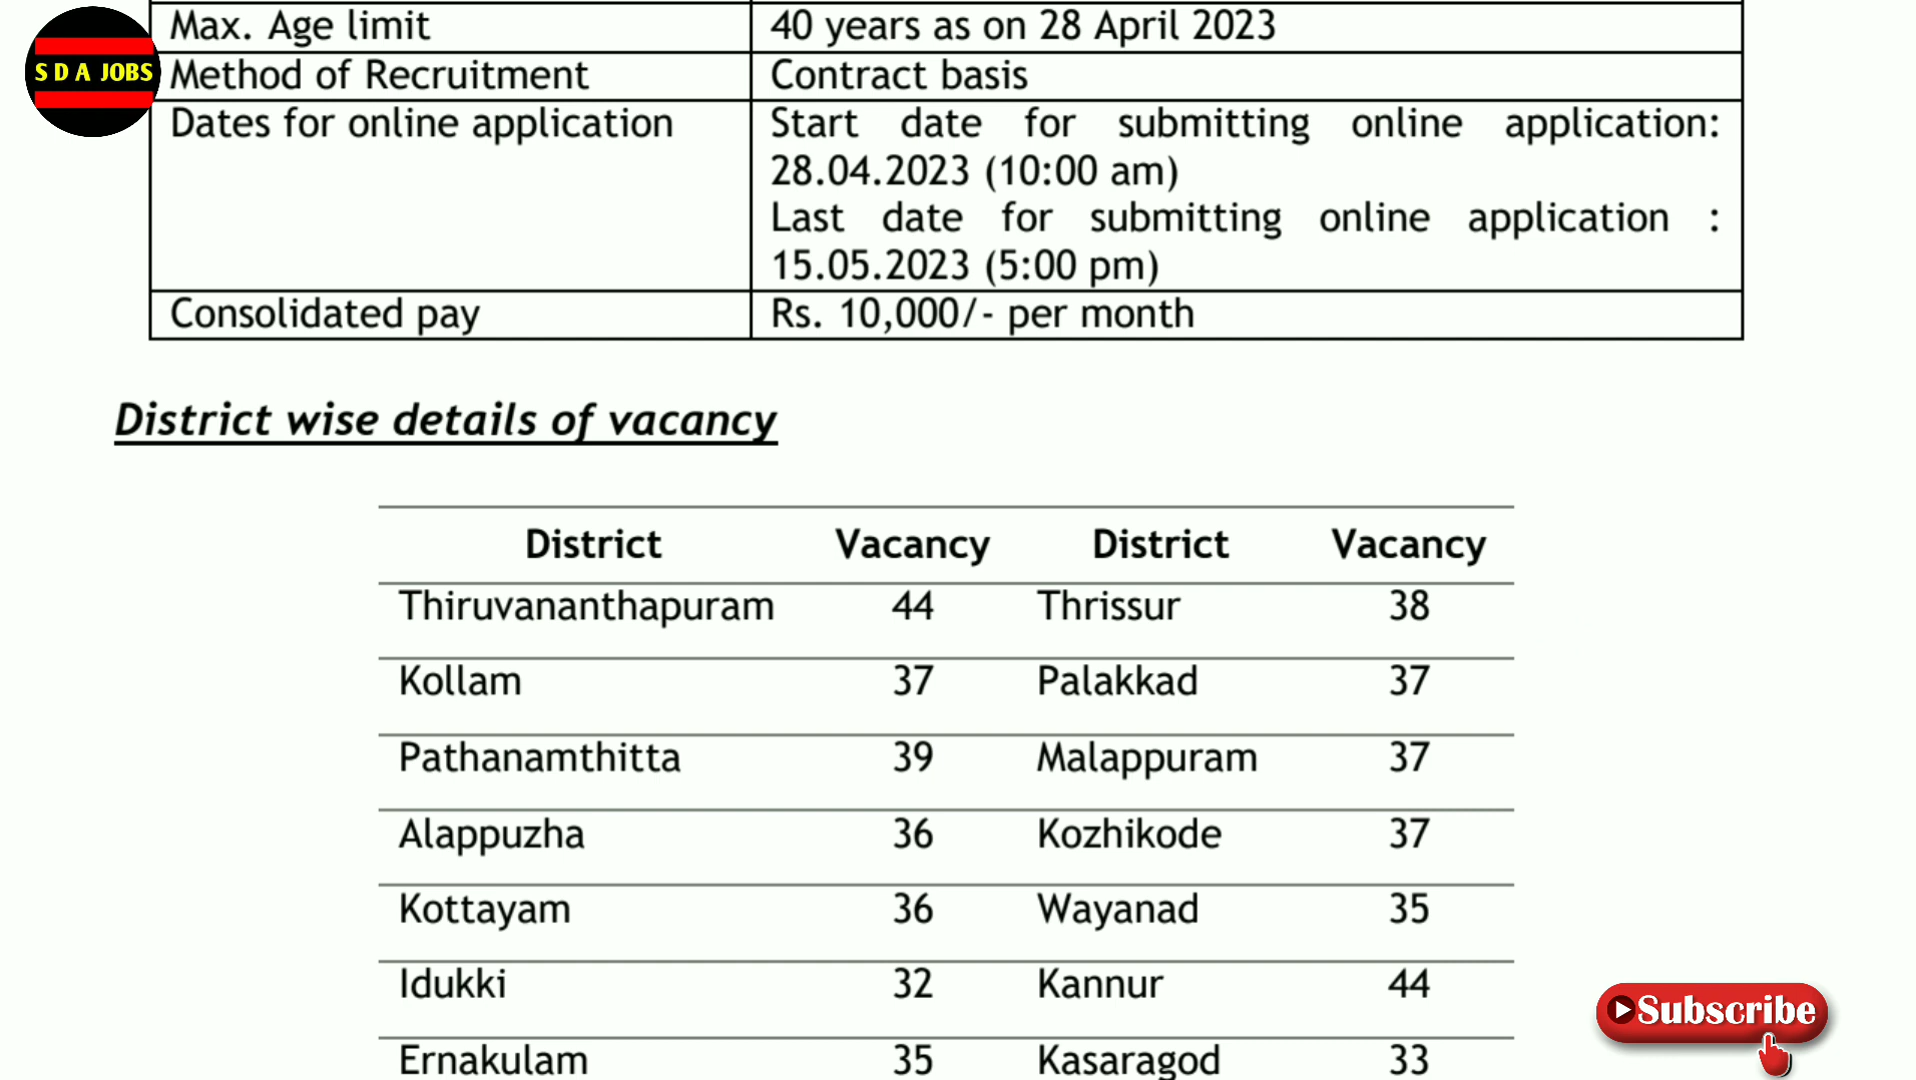 S D A JOBS
Max. Age limit 40 years as on 28 April 2023
Method of Recruitment Contract basis
Dates for online application Start date for submitting online application:
28.04.2023 (10:00 am)
Last date for submitting online application :
15.05.2023 (5:00 pm)
Consolidated pay Rs. 10,000/- per month
District wise details of vacancy
District Vacancy District Vacancy
Thiruvananthapuram 44 Thrissur 38
Kollam 37 Palakkad 37
Pathanamthitta 39 Malappuram 37
Alappuzha 36 Kozhikode 37
Kottayam 36 Wayanad 35
Idukki 32 Kannur 44
Ernakulam 35 Kasaragod 33
Subscribe